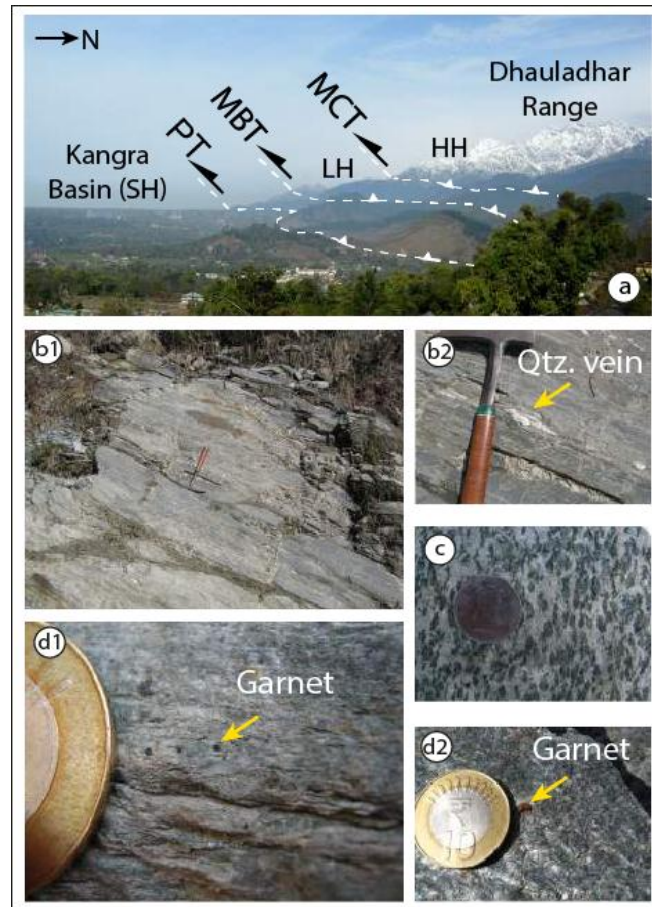 N
Dhauladhar
Range
MCT
MBT
PT
HH
LH
Kangra
Basin (SH)
a
b1
b2
Qtz. vein
c
d1
Garnet
d2
Garnet
10